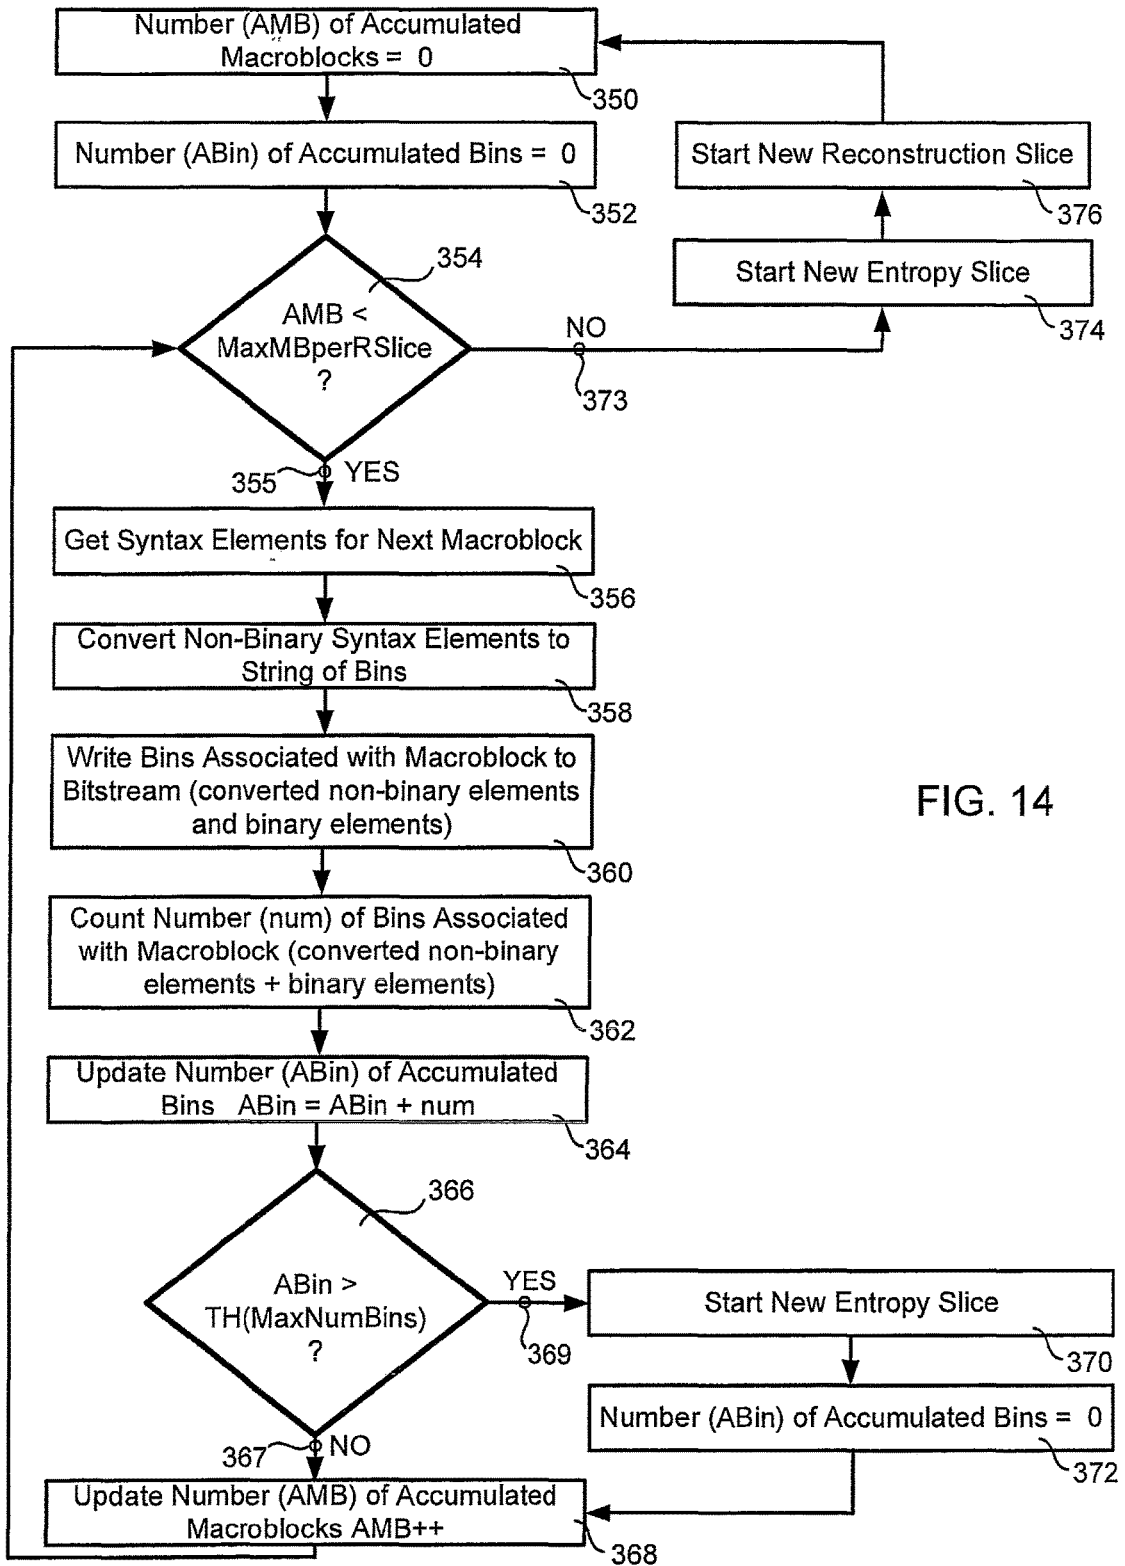 Number (AMB) of Accumulated
Macroblocks = 0
350
Number (ABin) of Accumulated Bins = 0
352
Start New Reconstruction Slice
376
Start New Entropy Slice
374
354
AMB <
MaxMBperRSlice
?
NO
373
355
YES
Get Syntax Elements for Next Macroblock
356
Convert Non-Binary Syntax Elements to
String of Bins
358
Write Bins Associated with Macroblock to
Bitstream (converted non-binary elements
and binary elements)
360
FIG. 14
Count Number (num) of Bins Associated
with Macroblock (converted non-binary
elements + binary elements)
362
Update Number (ABin) of Accumulated
Bins ABin = ABin + num
364
366
ABin >
TH(MaxNumBins)
?
YES
369
Start New Entropy Slice
370
Number (ABin) of Accumulated Bins = 0
372
367
NO
Update Number (AMB) of Accumulated
Macroblocks AMB++
368